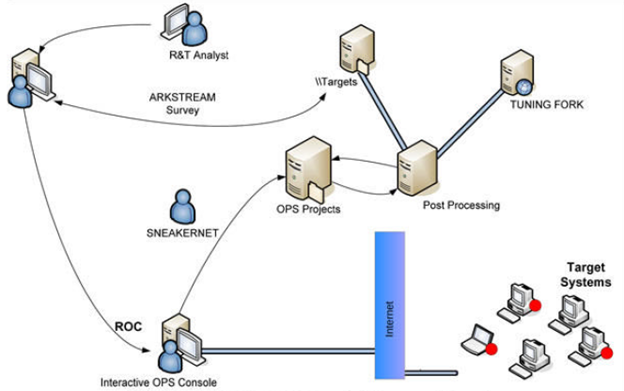 R&T Analyst
\\Targets
TUNING FORK
ARKSTREAM
Survey
OPS Projects
Post Processing
SNEAKERNET
Internet
Target
Systems
ROC
Interactive OPS Console